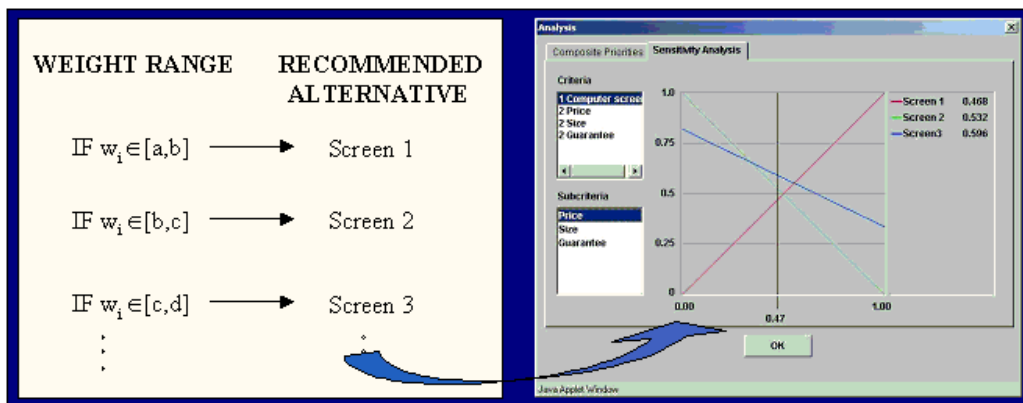 WEIGHT RANGE
RECOMMENDED
ALTERNATIVE
IF wᵢ∈[a,b]
Screen 1
IF wᵢ∈[b,c]
Screen 2
IF wᵢ∈[c,d]
Screen 3
Analysis
Composite Priorities
Sensitivity Analysis
Criteria
1 Computer scree
2 Price
2 Size
2 Guarantee
Subcriteria
Price
Size
Guarantee
1.0
0.75
0.5
0.25
0
0.00
1.00
0.47
Screen 1 0.468
Screen 2 0.532
Screen3 0.596
OK
Java Applet Window